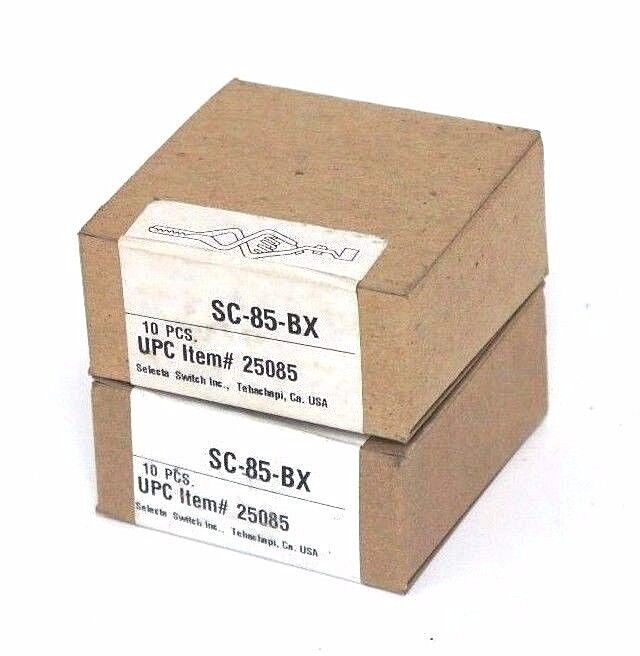 SC-85-BX
10 PCS.
UPC Item# 25085
Selecta Switch Inc., Tehachapi, Ca. USA
SC-85-BX
10 PCS.
UPC Item# 25085
Selecta Switch Inc., Tehachapi, Ca. USA